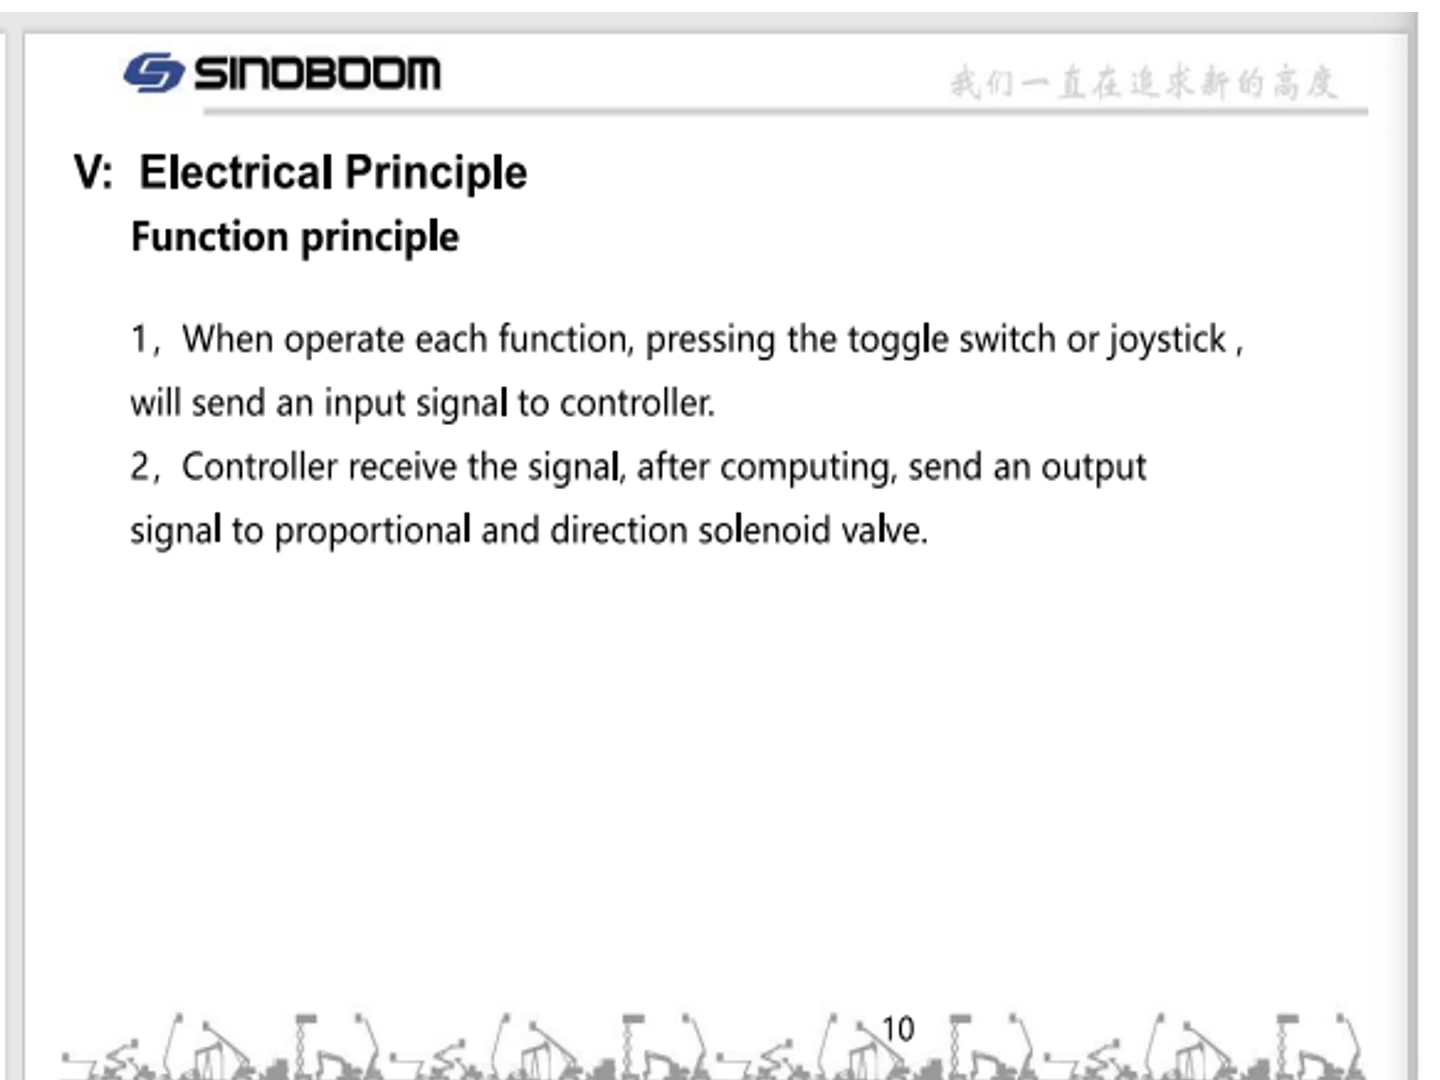 SINOBOOM
我们一直在追求新的高度
V: Electrical Principle
Function principle
1, When operate each function, pressing the toggle switch or joystick ,
will send an input signal to controller.
2, Controller receive the signal, after computing, send an output
signal to proportional and direction solenoid valve.
10